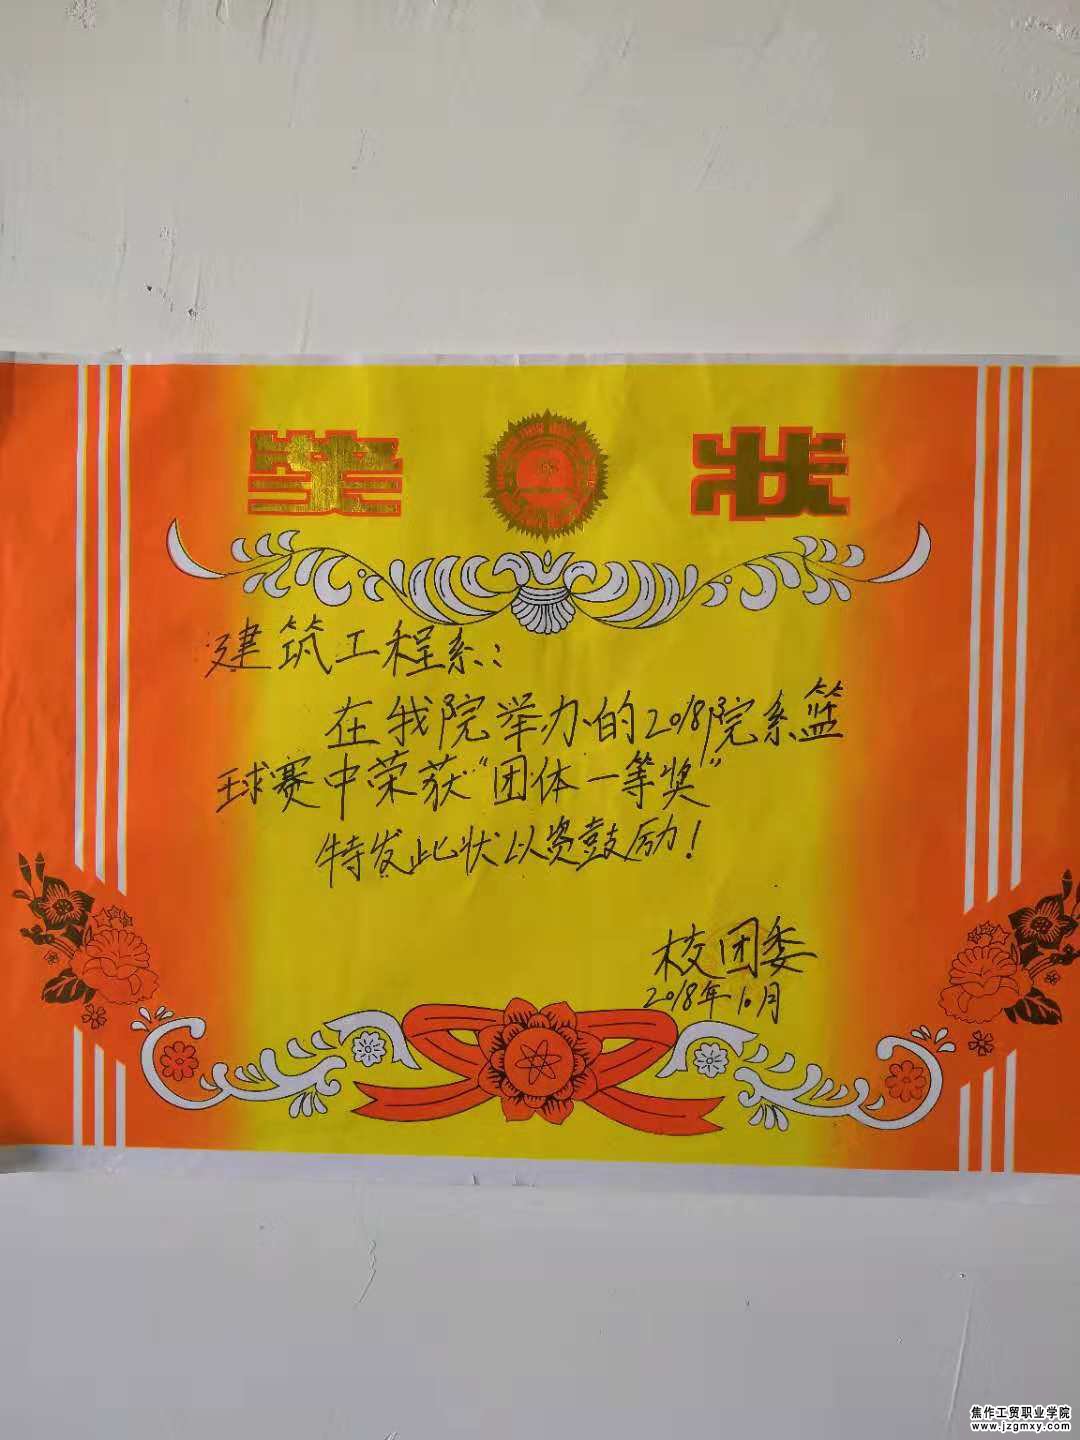 奖 状
建筑工程系：
在我院举办的2018院系篮
球赛中荣获“团体一等奖”
特发此状以资鼓励！
校团委
2018年10月
焦作工贸职业学院
www.jzgmxy.com